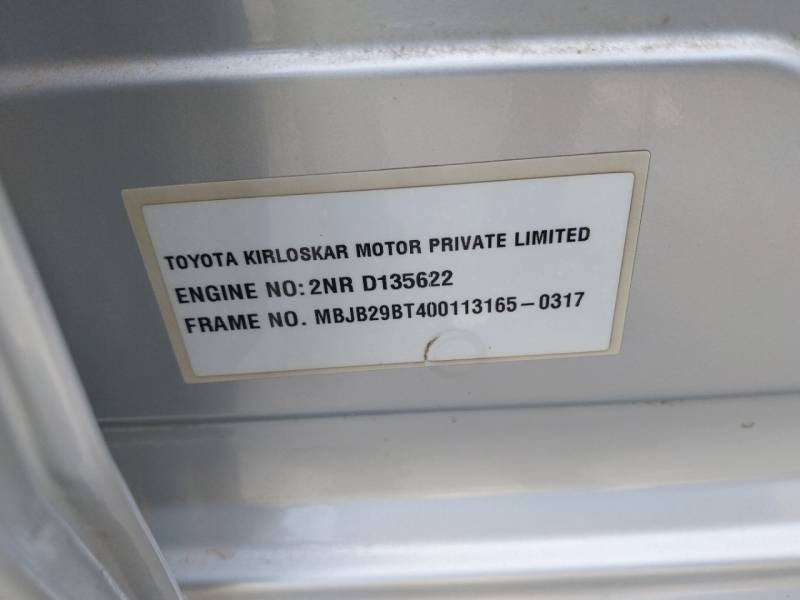 TOYOTA KIRLOSKAR MOTOR PRIVATE LIMITED
ENGINE NO: 2NR D135622
FRAME NO. MBJB29BT400113165-0317